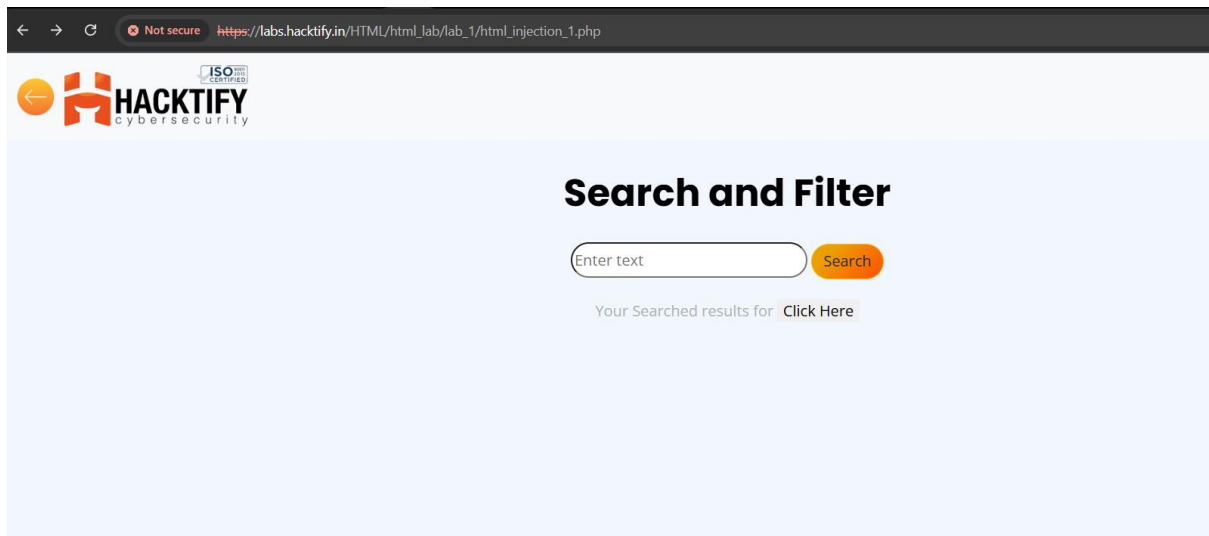 Not secure https://labs.hacktify.in/HTML/html_lab/lab_1/html_injection_1.php
ISO
CERTIFIED
HACKTIFY
cybersecurity
Search and Filter
Enter text Search
Your Searched results for Click Here